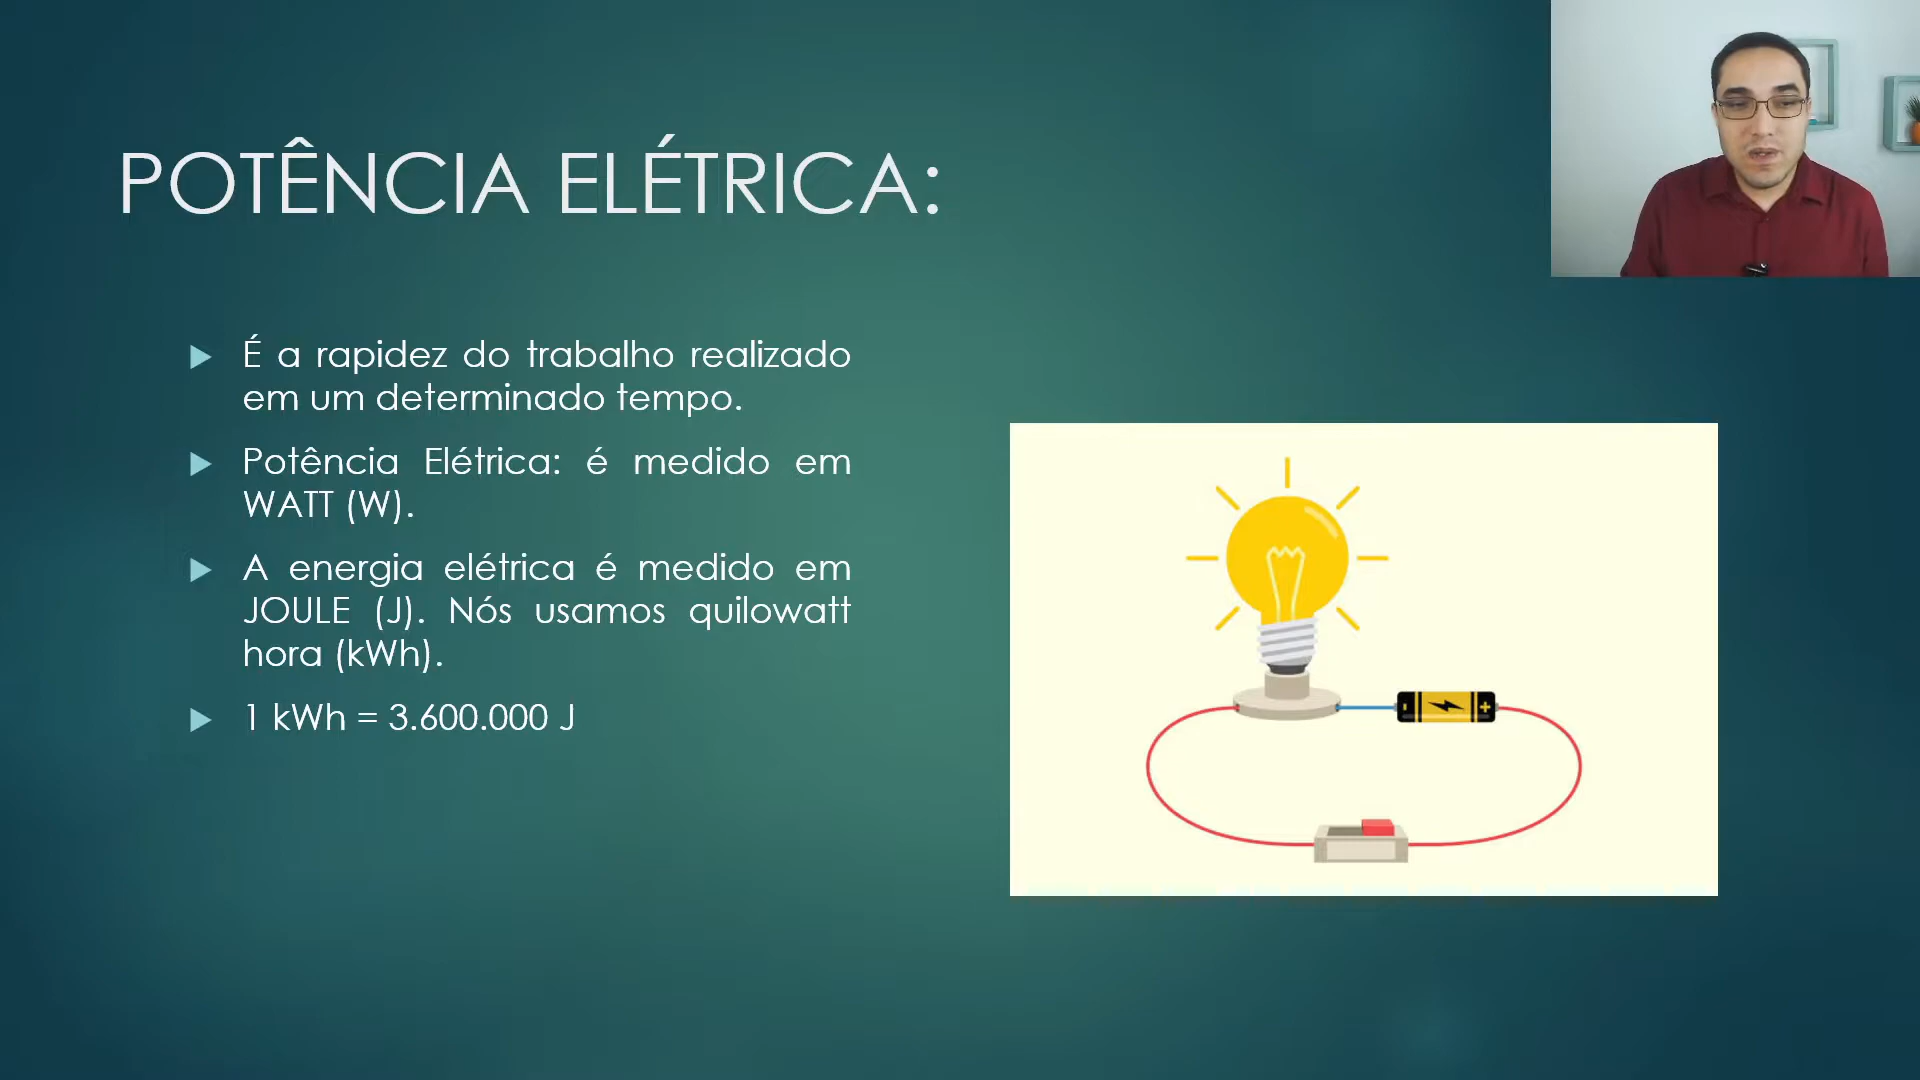 POTÊNCIA ELÉTRICA:
É a rapidez do trabalho realizado
em um determinado tempo.
Potência Elétrica: é medido em
WATT (W).
A energia elétrica é medido em
JOULE (J). Nós usamos quilowatt
hora (kWh).
1 kWh = 3.600.000 J
- +